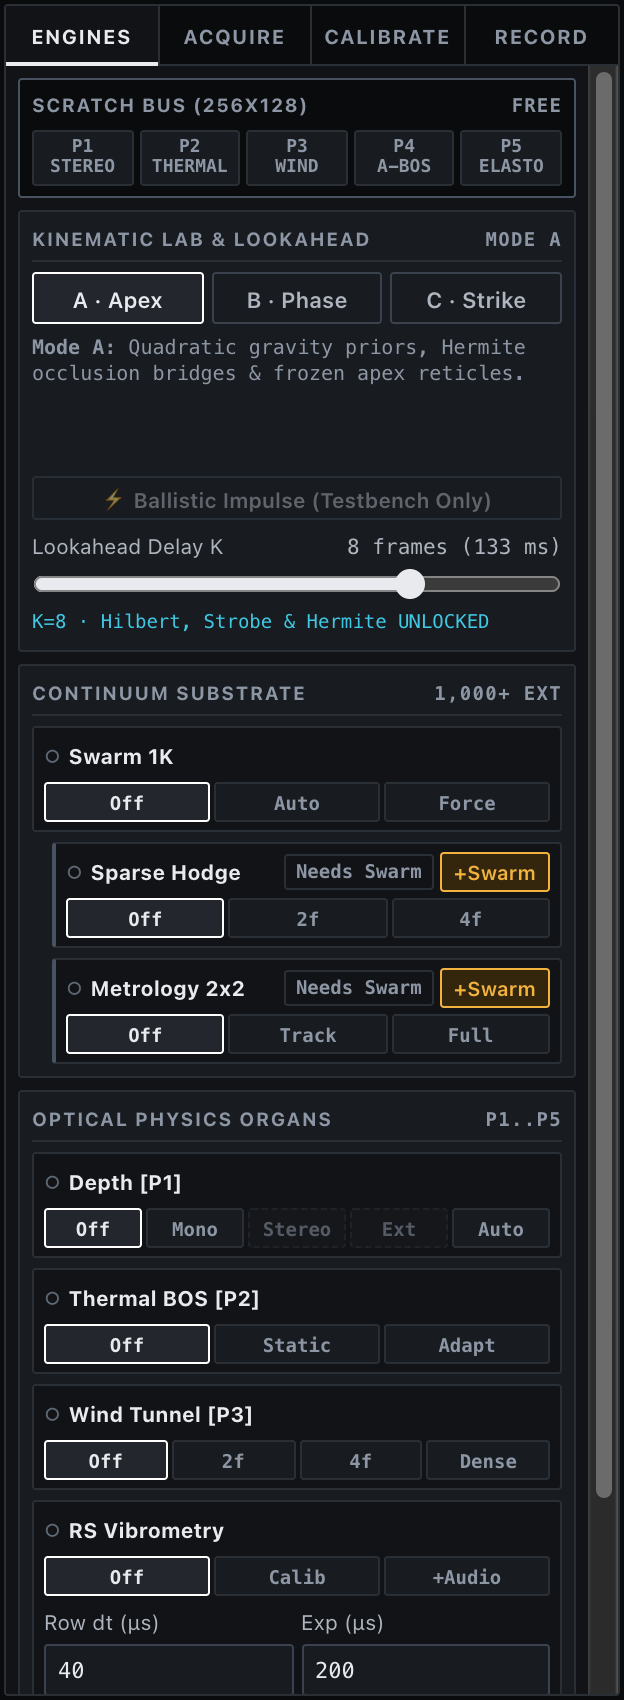 ENGINES ACQUIRE CALIBRATE RECORD
SCRATCH BUS (256X128) FREE
P1 P2 P3 P4 P5
STEREO THERMAL WIND A–BOS ELASTO
KINEMATIC LAB & LOOKAHEAD MODE A
A · Apex B · Phase C · Strike
Mode A: Quadratic gravity priors, Hermite
occlusion bridges & frozen apex reticles.
⚡ Ballistic Impulse (Testbench Only)
Lookahead Delay K 8 frames (133 ms)
K=8 · Hilbert, Strobe & Hermite UNLOCKED
CONTINUUM SUBSTRATE 1,000+ EXT
Swarm 1K
Off Auto Force
Sparse Hodge Needs Swarm +Swarm
Off 2f 4f
Metrology 2x2 Needs Swarm +Swarm
Off Track Full
OPTICAL PHYSICS ORGANS P1..P5
Depth [P1]
Off Mono Stereo Ext Auto
Thermal BOS [P2]
Off Static Adapt
Wind Tunnel [P3]
Off 2f 4f Dense
RS Vibrometry
Off Calib +Audio
Row dt (µs) Exp (µs)
40 200